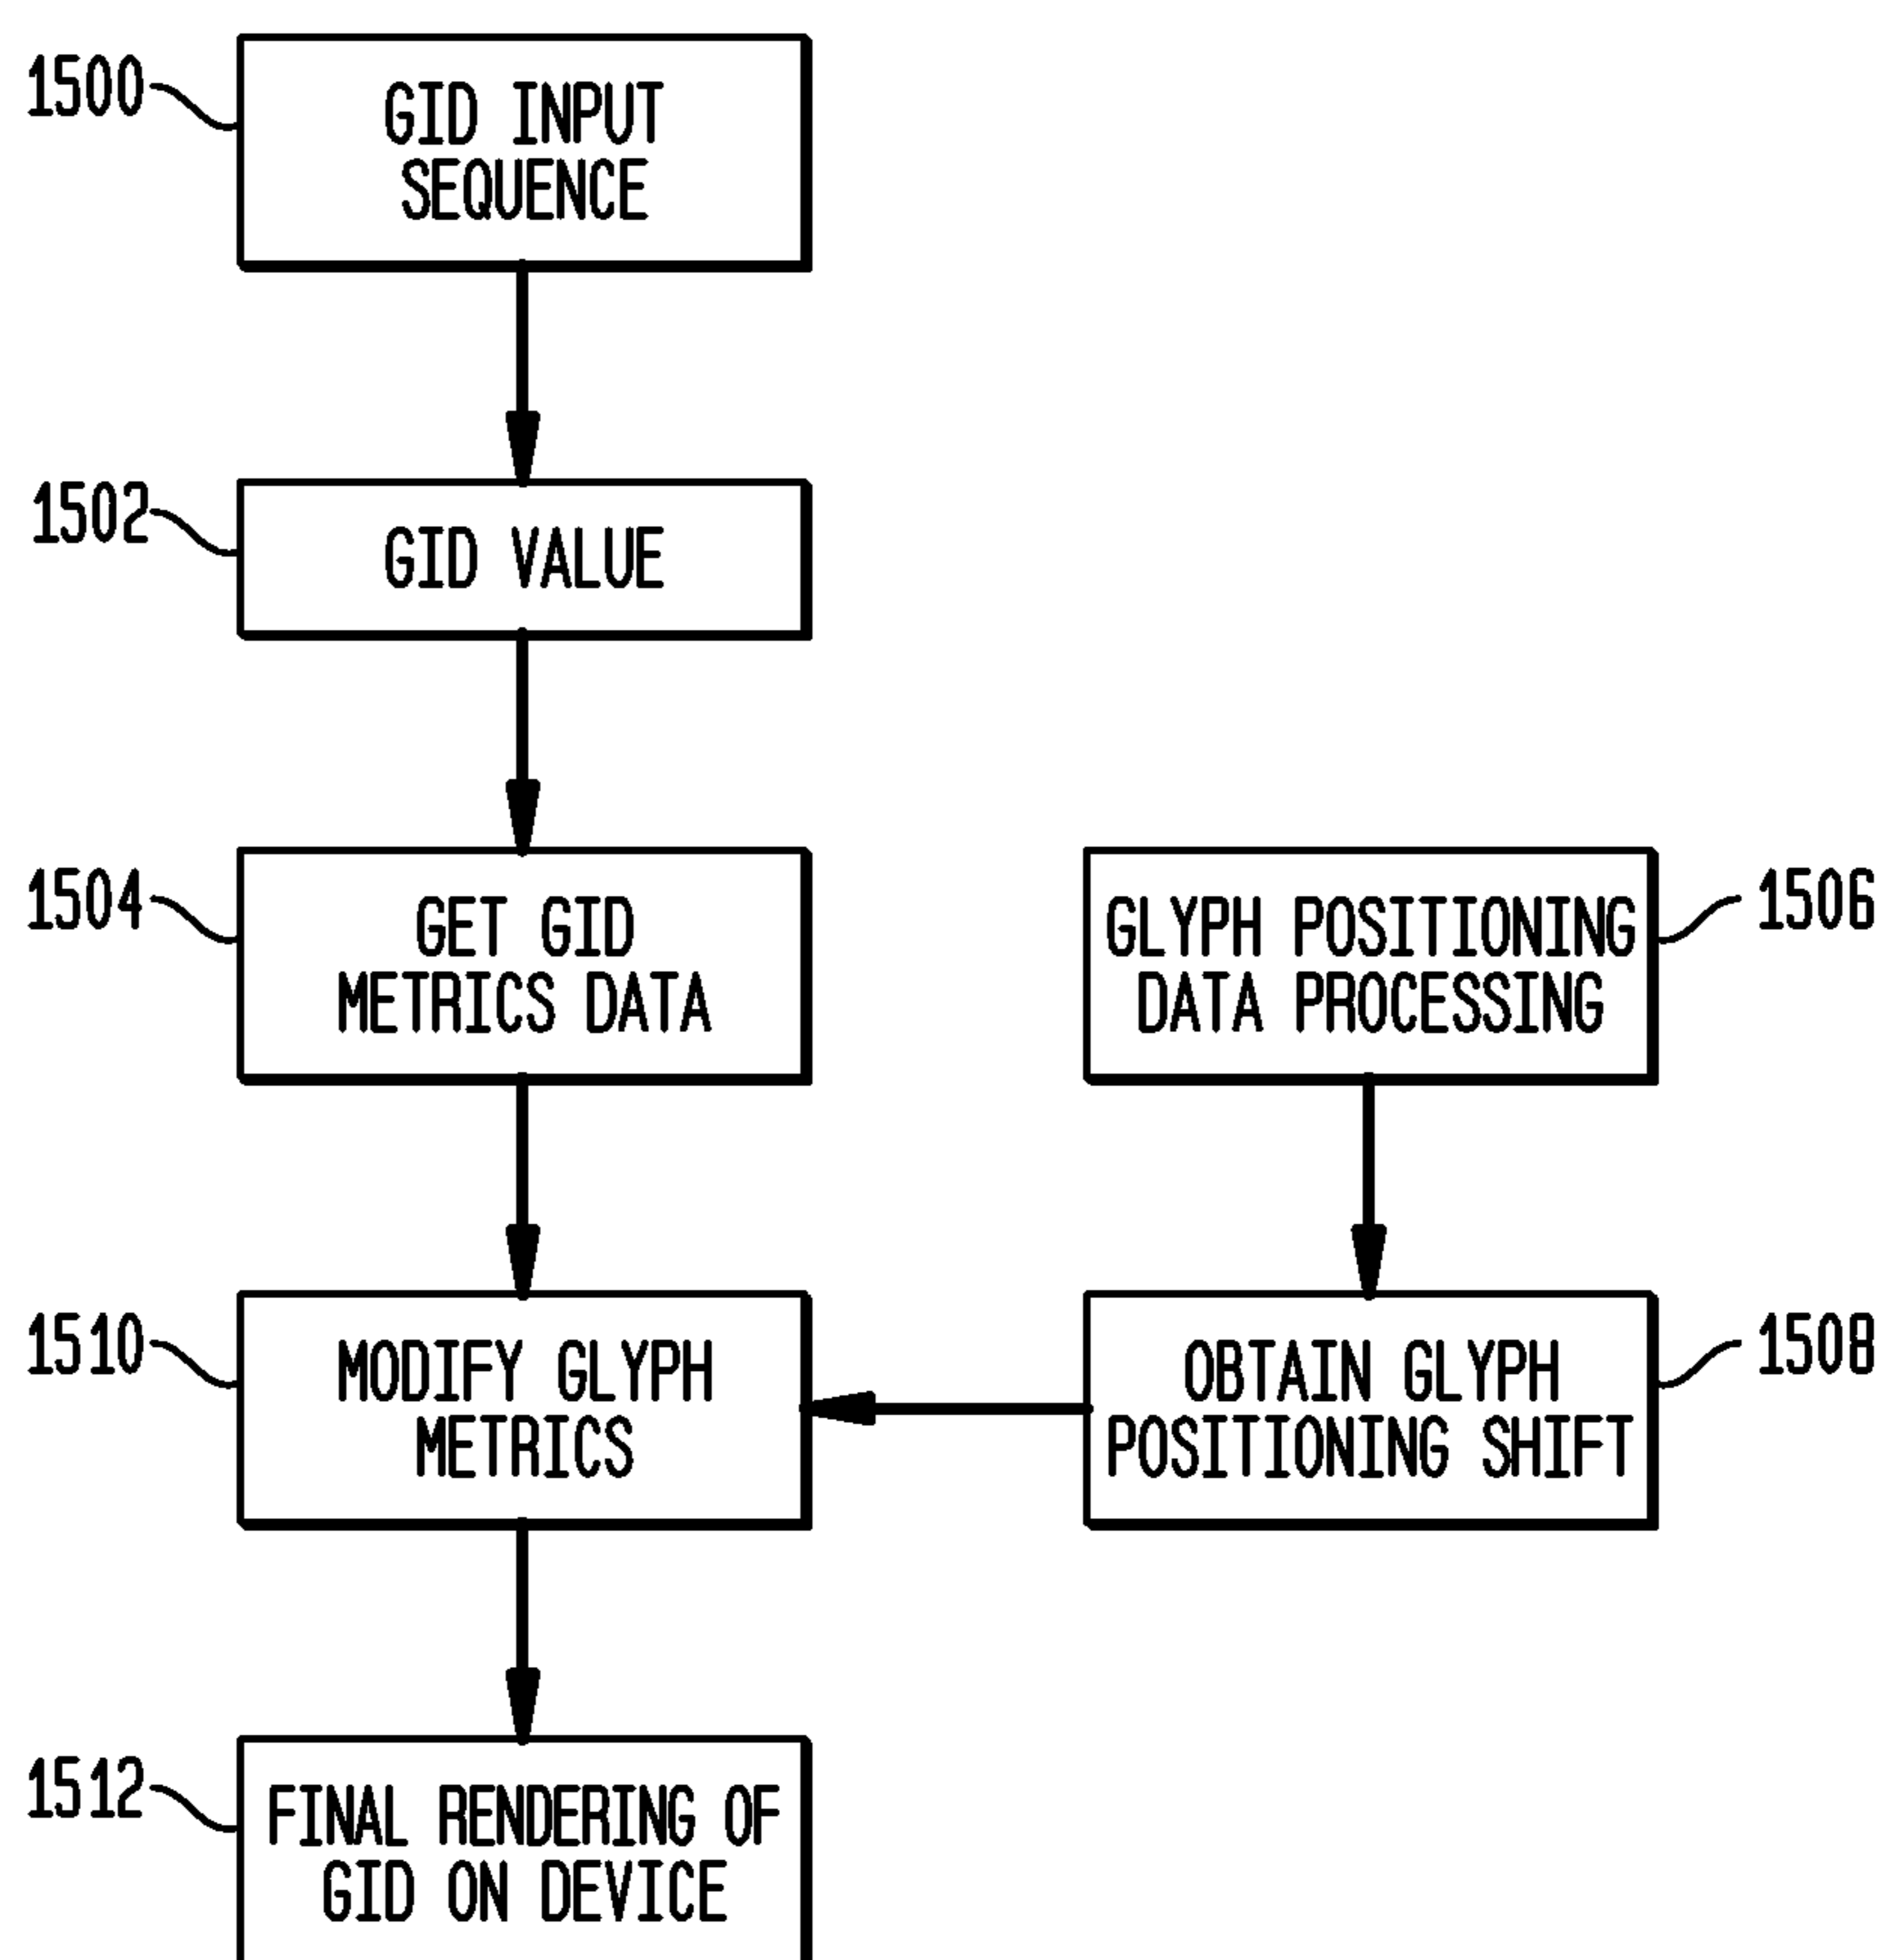 1500
GID INPUT
SEQUENCE
1502
GID VALUE
1504
GET GID
METRICS DATA
GLYPH POSITIONING
DATA PROCESSING
1506
1510
MODIFY GLYPH
METRICS
OBTAIN GLYPH
POSITIONING SHIFT
1508
1512
FINAL RENDERING OF
GID ON DEVICE